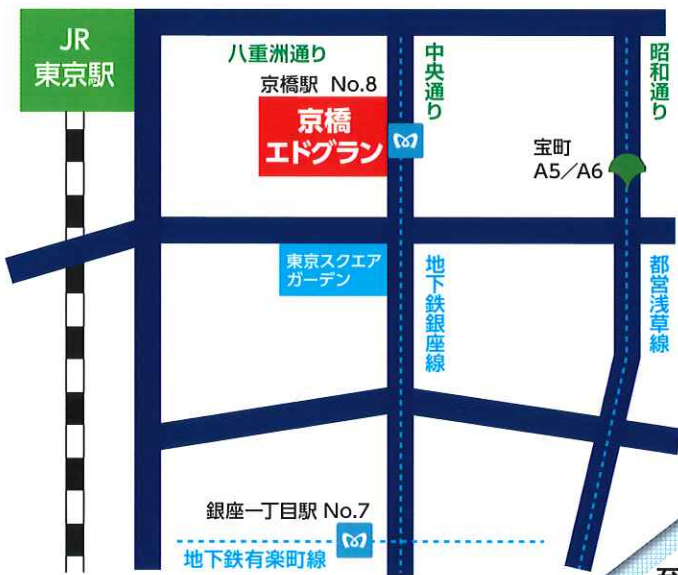 JR
東京駅
八重洲通り
中央通り
昭和通り
京橋駅 No.8
京橋
エドグラン
宝町
A5／A6
東京スクエア
ガーデン
地下鉄銀座線
都営浅草線
銀座一丁目駅 No.7
地下鉄有楽町線